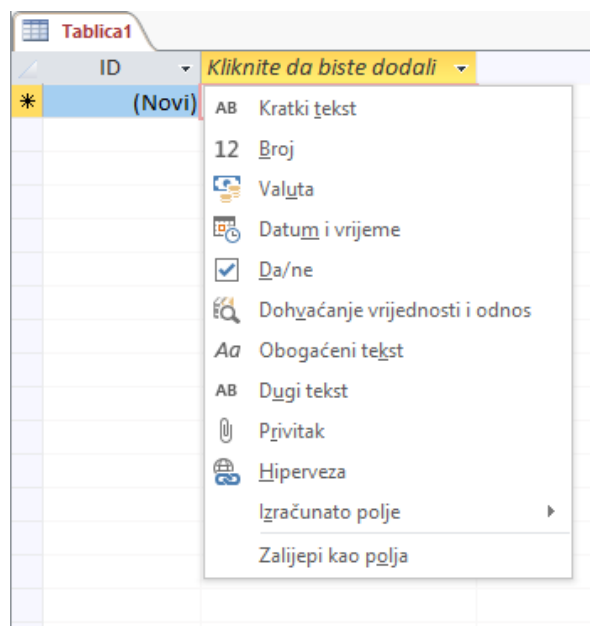 Tablica1
ID Kliknite da biste dodali
(Novi)
AB Kratki tekst
12 Broj
Valuta
Datum i vrijeme
Da/ne
Dohvaćanje vrijednosti i odnos
Aa Obogaćeni tekst
AB Dugi tekst
Privitak
Hiperveza
Izračunato polje
Zalijepi kao polja